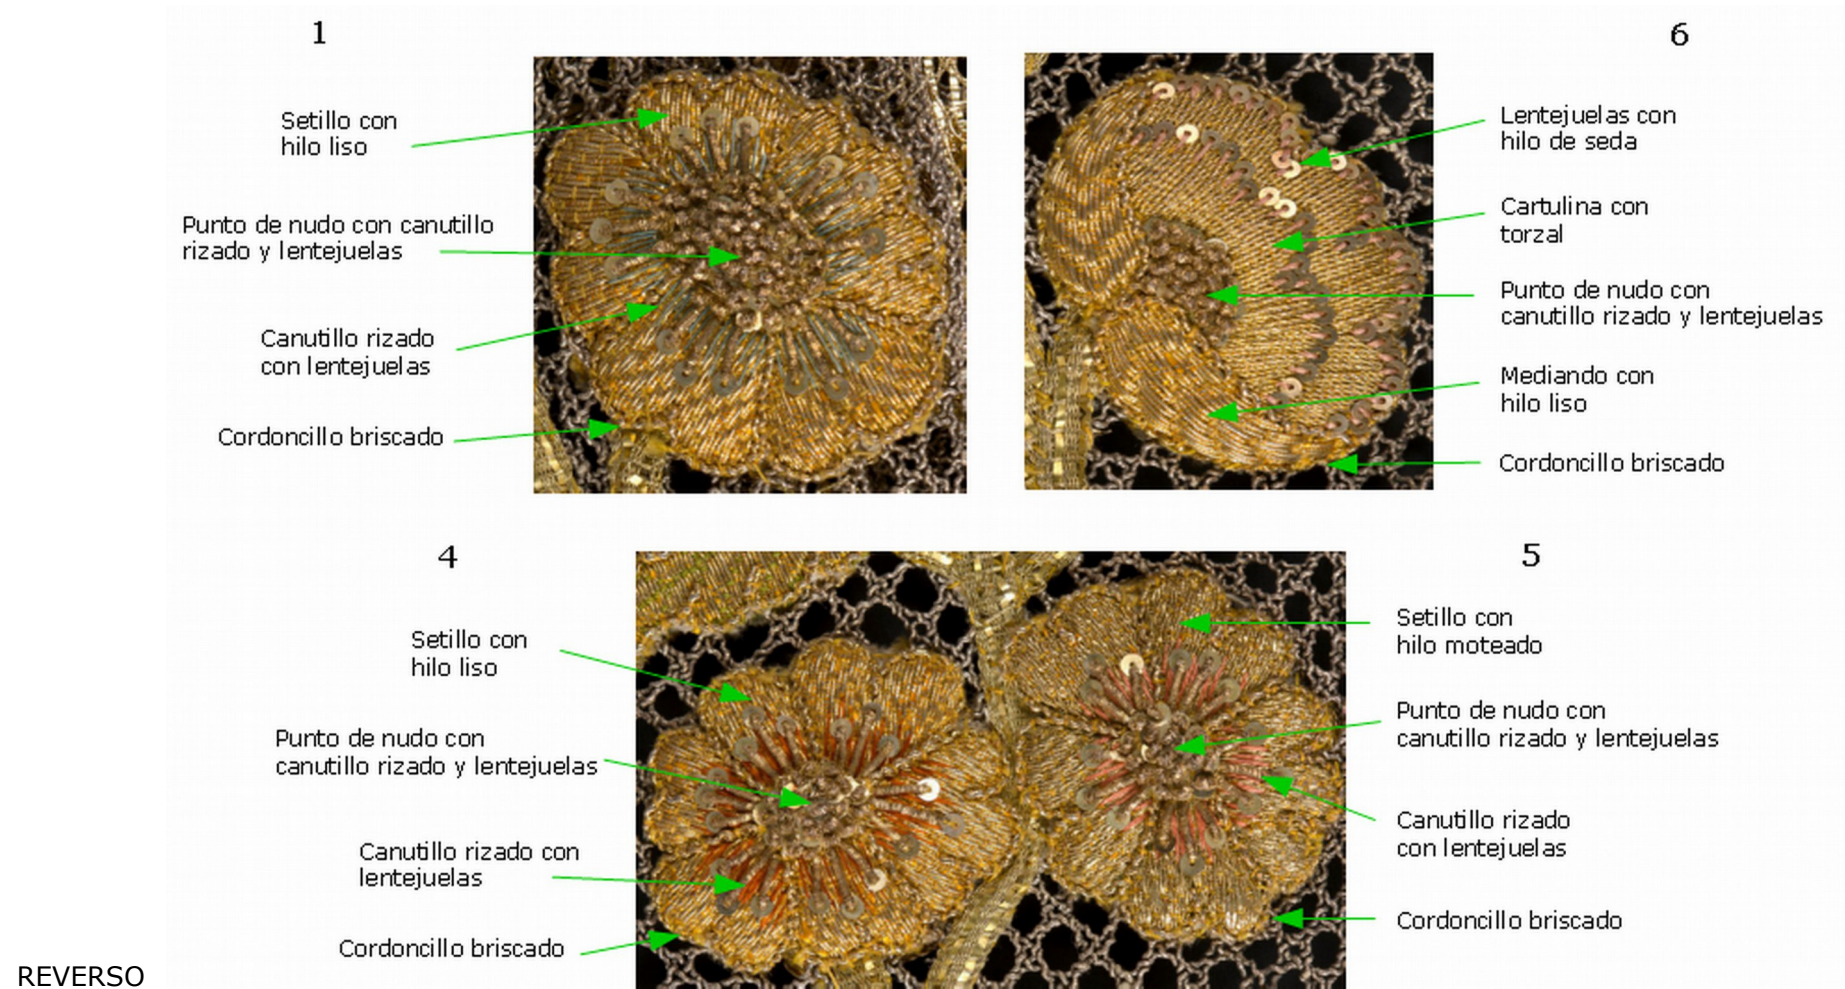 1
Setillo con
hilo liso
Punto de nudo con canutillo
rizado y lentejuelas
Canutillo rizado
con lentejuelas
Cordoncillo briscado
6
Lentejuelas con
hilo de seda
Cartulina con
torzal
Punto de nudo con
canutillo rizado y lentejuelas
Mediando con
hilo liso
Cordoncillo briscado
4
Setillo con
hilo liso
Punto de nudo con
canutillo rizado y lentejuelas
Canutillo rizado con
lentejuelas
Cordoncillo briscado
5
Setillo con
hilo moteado
Punto de nudo con
canutillo rizado y lentejuelas
Canutillo rizado
con lentejuelas
Cordoncillo briscado
REVERSO